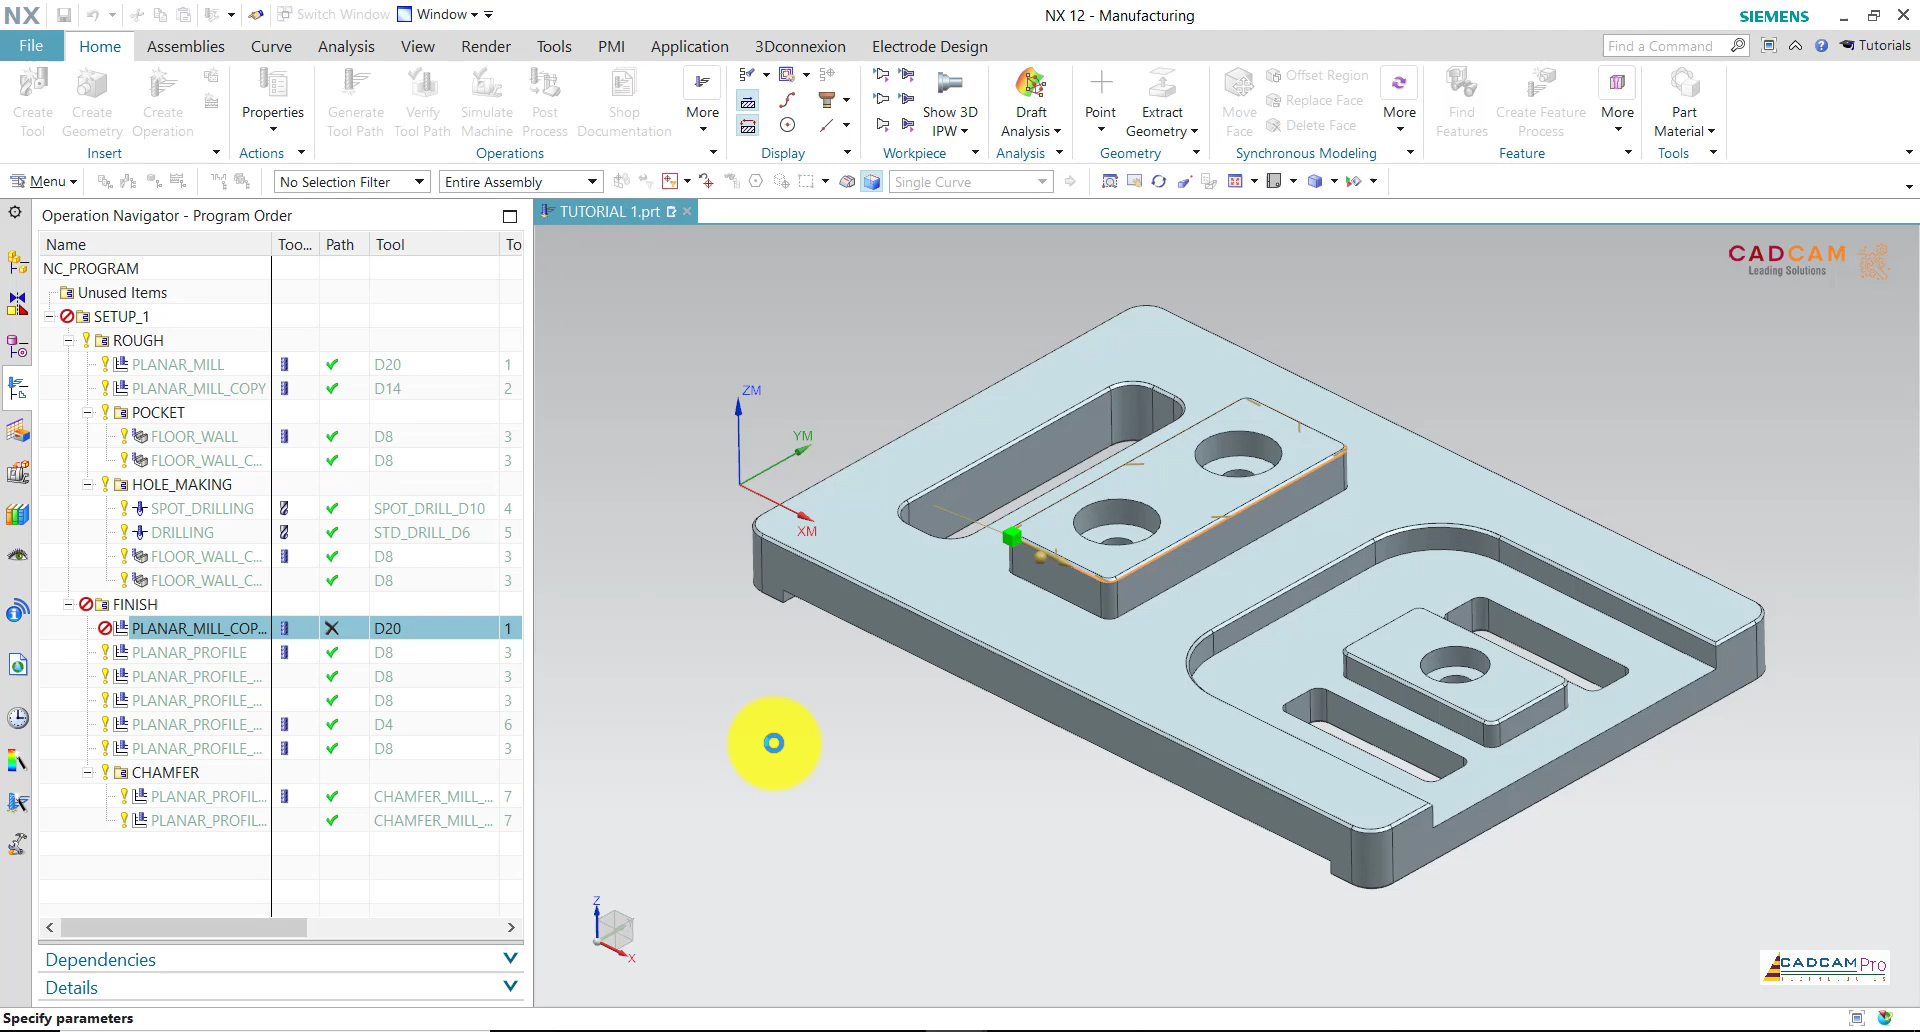 NX
Switch Window
Window
NX 12 - Manufacturing
SIEMENS
File
Home
Assemblies
Curve
Analysis
View
Render
Tools
PMI
Application
3Dconnexion
Electrode Design
Find a Command
Tutorials
Create Tool
Create Geometry
Create Operation
Properties
Generate Tool Path
Verify Tool Path
Simulate Machine
Post Process
Shop Documentation
More
Show 3D IPW
Draft Analysis
Point
Extract Geometry
Move Face
Offset Region
Replace Face
Delete Face
More
Find Features
Create Feature Process
More
Part Material
Insert
Actions
Operations
Display
Workpiece
Analysis
Geometry
Synchronous Modeling
Feature
Tools
Menu
No Selection Filter
Entire Assembly
Single Curve
Operation Navigator - Program Order
TUTORIAL 1.prt
Name Too... Path Tool To
NC_PROGRAM
Unused Items
SETUP_1
ROUGH
PLANAR_MILL D20 1
PLANAR_MILL_COPY D14 2
POCKET
FLOOR_WALL D8 3
FLOOR_WALL_C... D8 3
HOLE_MAKING
SPOT_DRILLING SPOT_DRILL_D10 4
DRILLING STD_DRILL_D6 5
FLOOR_WALL_C... D8 3
FLOOR_WALL_C... D8 3
FINISH
PLANAR_MILL_COP... D20 1
PLANAR_PROFILE D8 3
PLANAR_PROFILE_... D8 3
PLANAR_PROFILE_... D8 3
PLANAR_PROFILE_... D4 6
PLANAR_PROFILE_... D8 3
CHAMFER
PLANAR_PROFIL... CHAMFER_MILL_... 7
PLANAR_PROFIL... CHAMFER_MILL_... 7
Dependencies
Details
CADCAM
Leading Solutions
ZM
YM
XM
Z
X
CADCAM Pro
Specify parameters